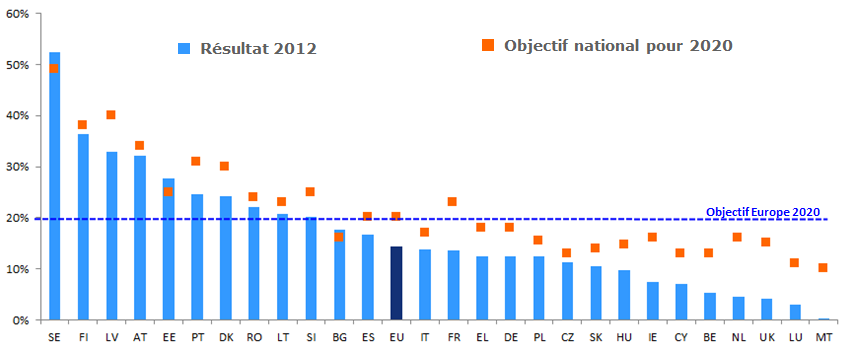 60%
Résultat 2012
Objectif national pour 2020
50%
40%
30%
20%
Objectif Europe 2020
10%
0%
SE FI LV AT EE PT DK RO LT SI BG ES EU IT FR EL DE PL CZ SK HU IE CY BE NL UK LU MT